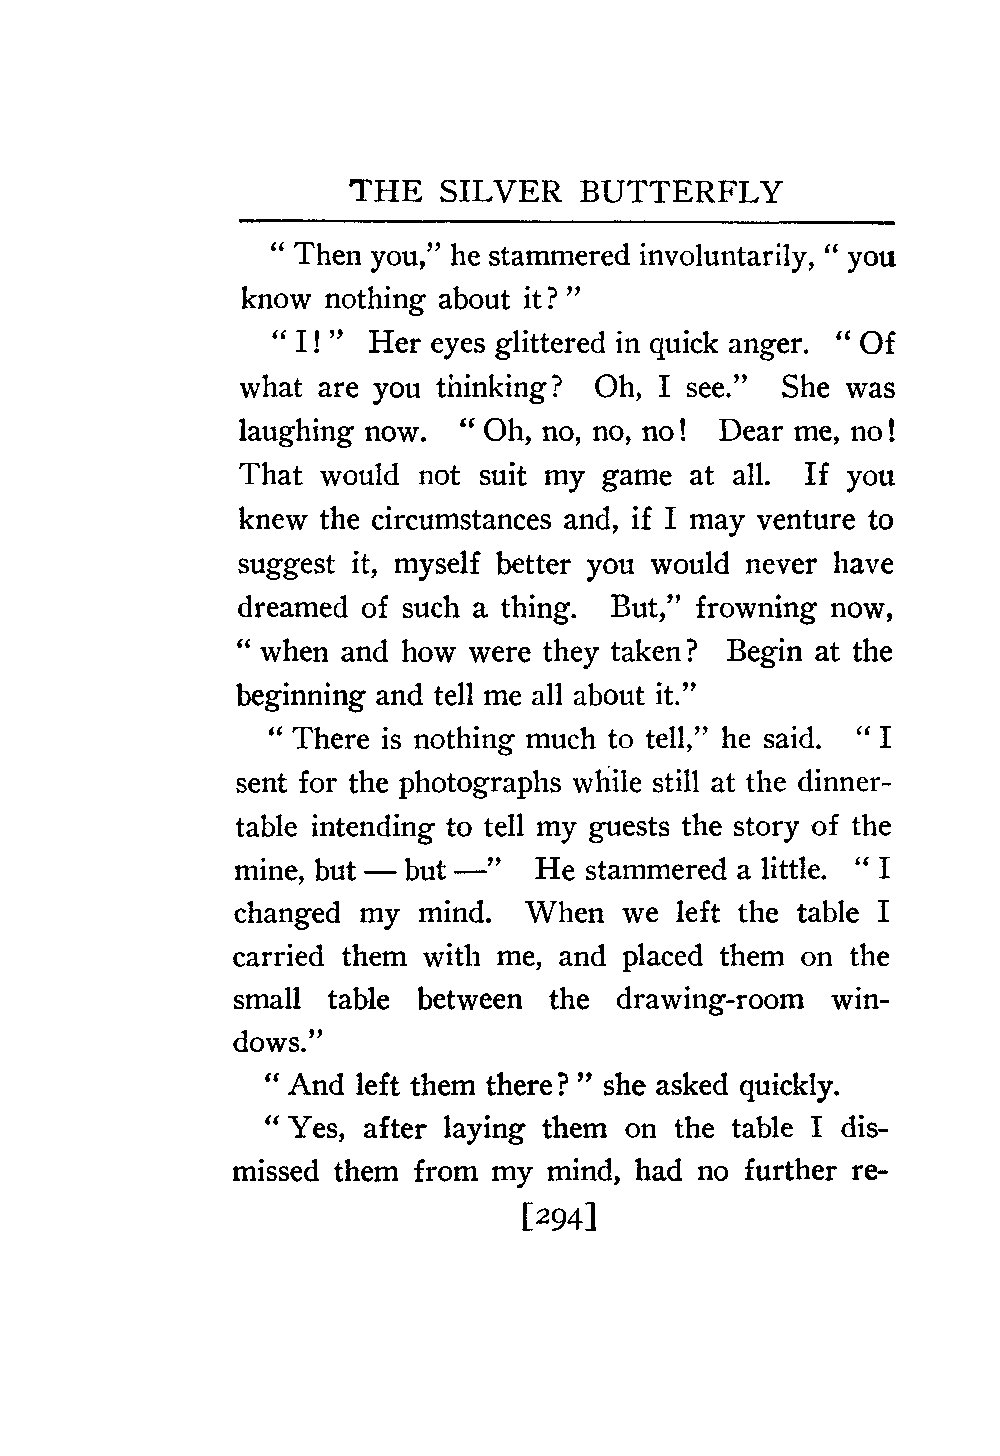 THE SILVER BUTTERFLY
“ Then you,” he stammered involuntarily, “ you
know nothing about it? ”
“ I! ” Her eyes glittered in quick anger. “ Of
what are you thinking? Oh, I see.” She was
laughing now. “ Oh, no, no, no! Dear me, no!
That would not suit my game at all. If you
knew the circumstances and, if I may venture to
suggest it, myself better you would never have
dreamed of such a thing. But,” frowning now,
“ when and how were they taken? Begin at the
beginning and tell me all about it.”
“ There is nothing much to tell,” he said. “ I
sent for the photographs while still at the dinner-
table intending to tell my guests the story of the
mine, but — but —” He stammered a little. “ I
changed my mind. When we left the table I
carried them with me, and placed them on the
small table between the drawing-room win-
dows.”
“ And left them there? ” she asked quickly.
“ Yes, after laying them on the table I dis-
missed them from my mind, had no further re-
[294]